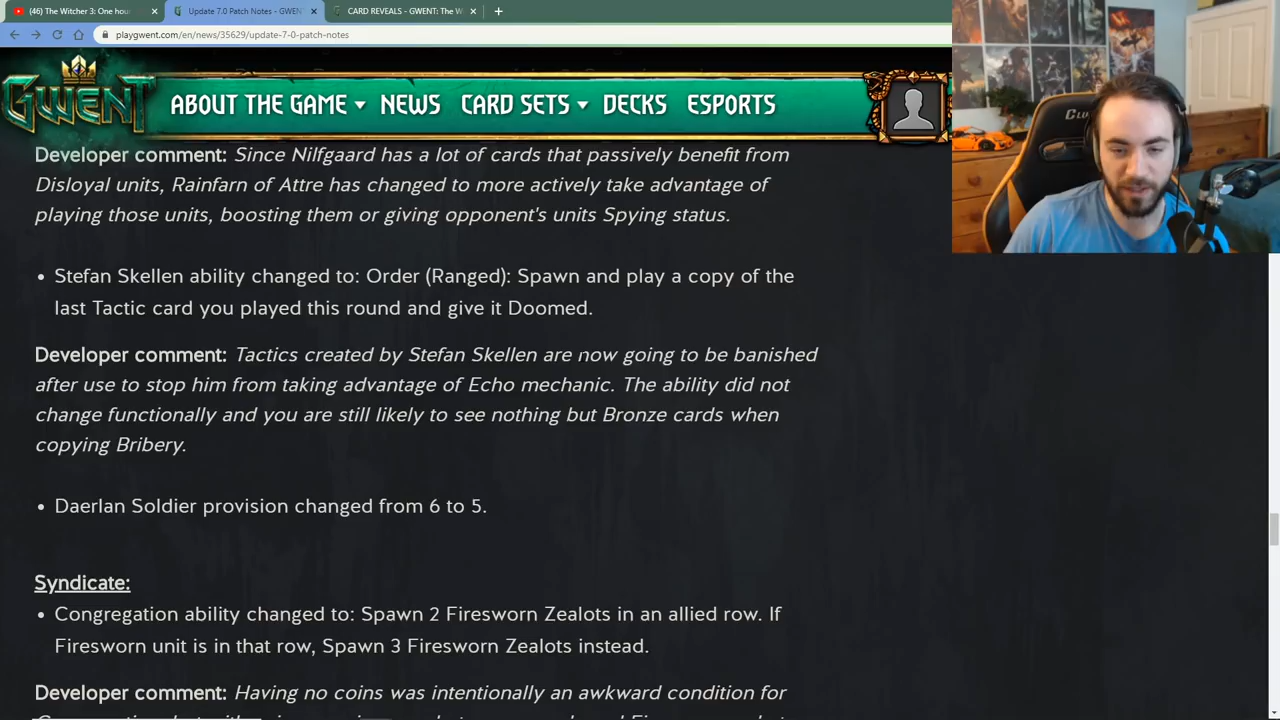 (46) The Witcher 3: One hou
Update 7.0 Patch Notes - GWEN
CARD REVEALS - GWENT: The W
playgwent.com/en/news/35629/update-7-0-patch-notes
GWENT
ABOUT THE GAME NEWS CARD SETS DECKS ESPORTS
Developer comment: Since Nilfgaard has a lot of cards that passively benefit from
Disloyal units, Rainfarn of Attre has changed to more actively take advantage of
playing those units, boosting them or giving opponent's units Spying status.
• Stefan Skellen ability changed to: Order (Ranged): Spawn and play a copy of the
last Tactic card you played this round and give it Doomed.
Developer comment: Tactics created by Stefan Skellen are now going to be banished
after use to stop him from taking advantage of Echo mechanic. The ability did not
change functionally and you are still likely to see nothing but Bronze cards when
copying Bribery.
• Daerlan Soldier provision changed from 6 to 5.
Syndicate:
• Congregation ability changed to: Spawn 2 Firesworn Zealots in an allied row. If
Firesworn unit is in that row, Spawn 3 Firesworn Zealots instead.
Developer comment: Having no coins was intentionally an awkward condition for